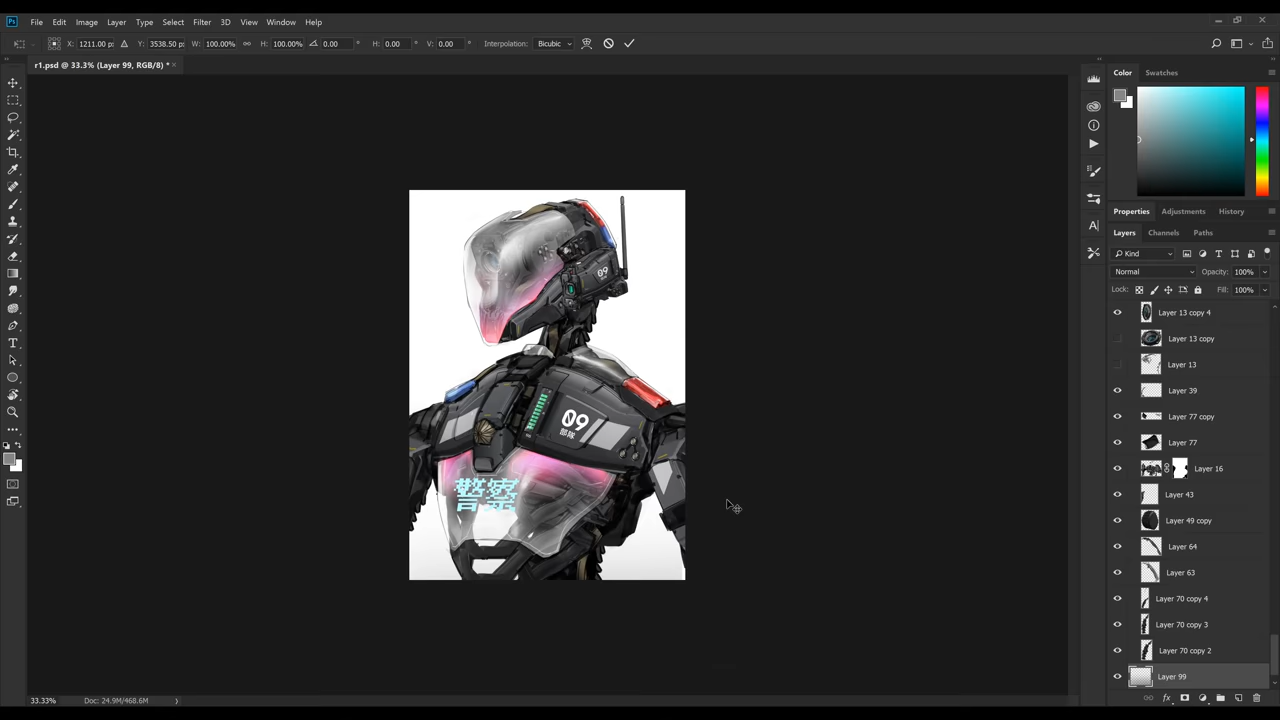 Ps File Edit Image Layer Type Select Filter 3D View Window Help
X: 1211.00 p: Y: 3538.50 p: W: 100.00% H: 100.00% 0.00 ° H: 0.00 V: 0.00 ° Interpolation: Bicubic
r1.psd @ 33.3% (Layer 99, RGB/8) * ×
Color Swatches
Properties Adjustments History
Layers Channels Paths
Kind
Normal Opacity: 100%
Lock: Fill: 100%
Layer 13 copy 4
Layer 13 copy
Layer 13
Layer 39
Layer 77 copy
Layer 77
Layer 16
Layer 43
Layer 49 copy
Layer 64
Layer 63
Layer 70 copy 4
Layer 70 copy 3
Layer 70 copy 2
Layer 99
09
09
部隊
警察
33.33% Doc: 24.9M/468.6M